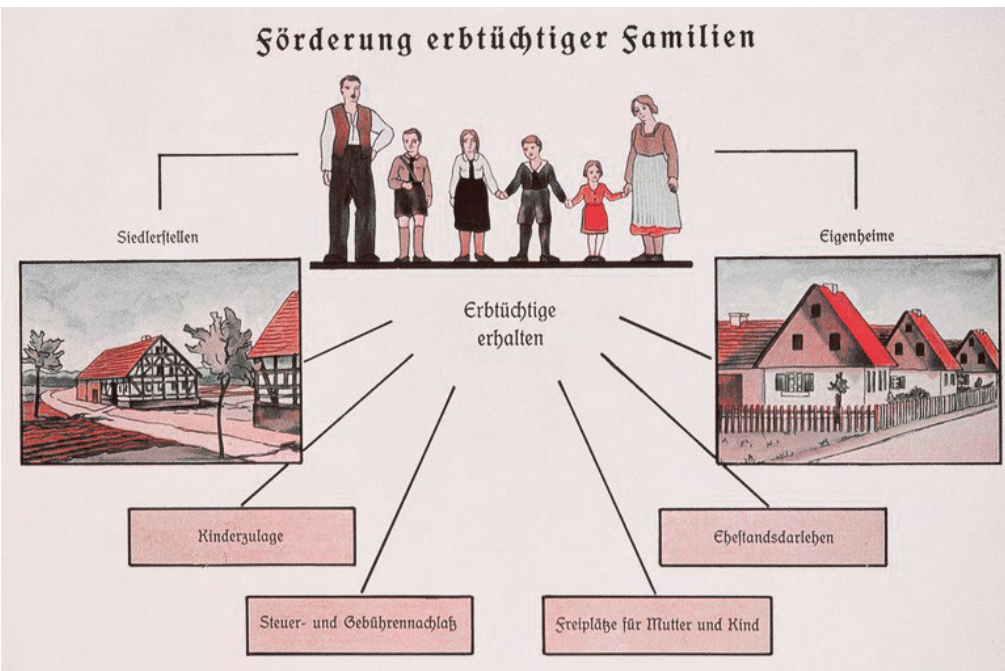 Förderung erbtüchtiger Familien
Siedlerstellen
Eigenheime
Erbtüchtige
erhalten
Kinderzulage
Ehestandsdarlehen
Steuer- und Gebührennachlaß
Freiplätze für Mutter und Kind